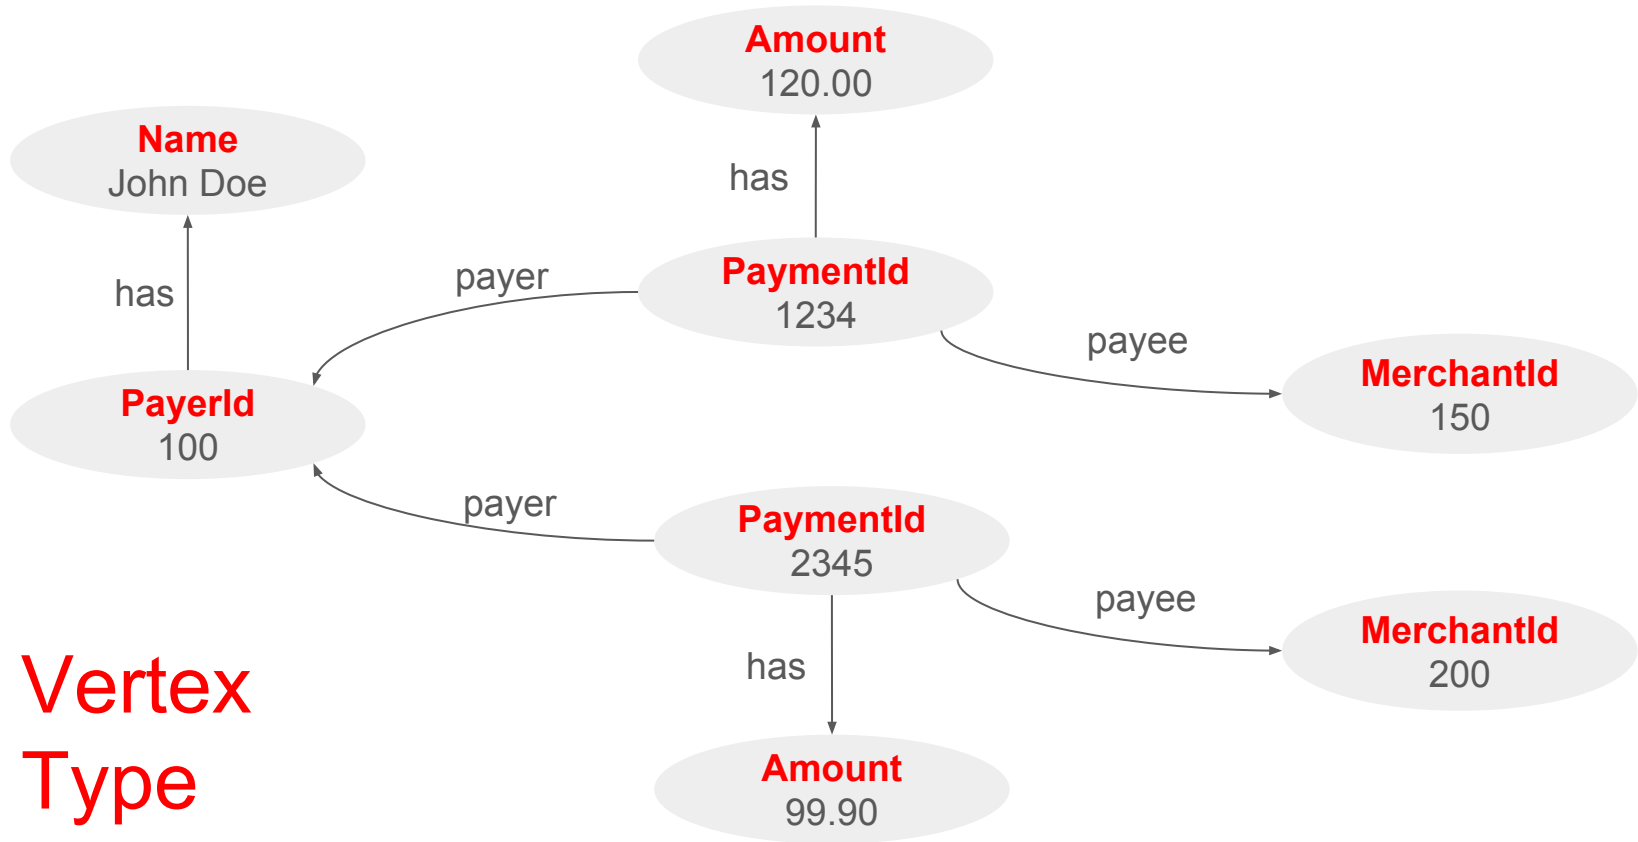 Amount
120.00
Name
John Doe
has
has
payer
PaymentId
1234
payee
PayerId
100
MerchantId
150
payer
PaymentId
2345
payee
MerchantId
200
has
Amount
99.90
Vertex
Type